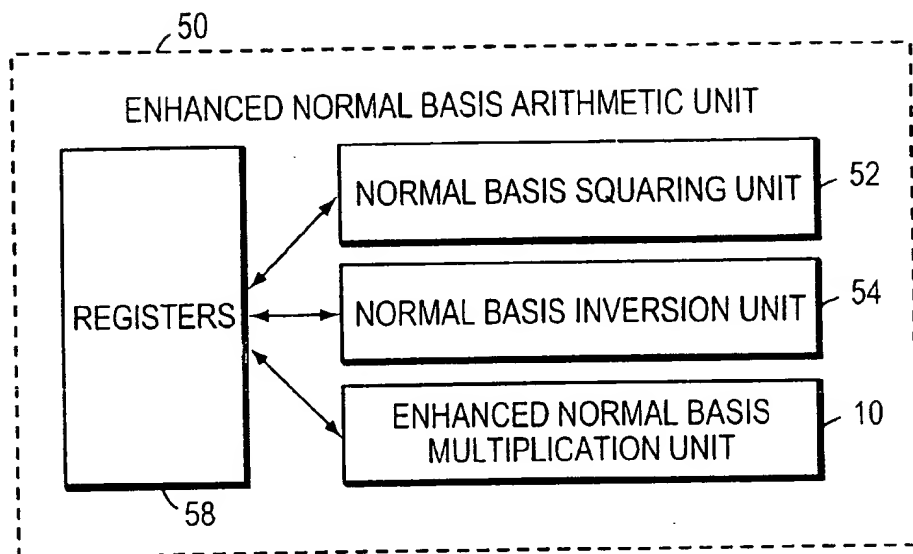 50
ENHANCED NORMAL BASIS ARITHMETIC UNIT
REGISTERS
58
NORMAL BASIS SQUARING UNIT
52
NORMAL BASIS INVERSION UNIT
54
ENHANCED NORMAL BASIS
MULTIPLICATION UNIT
10